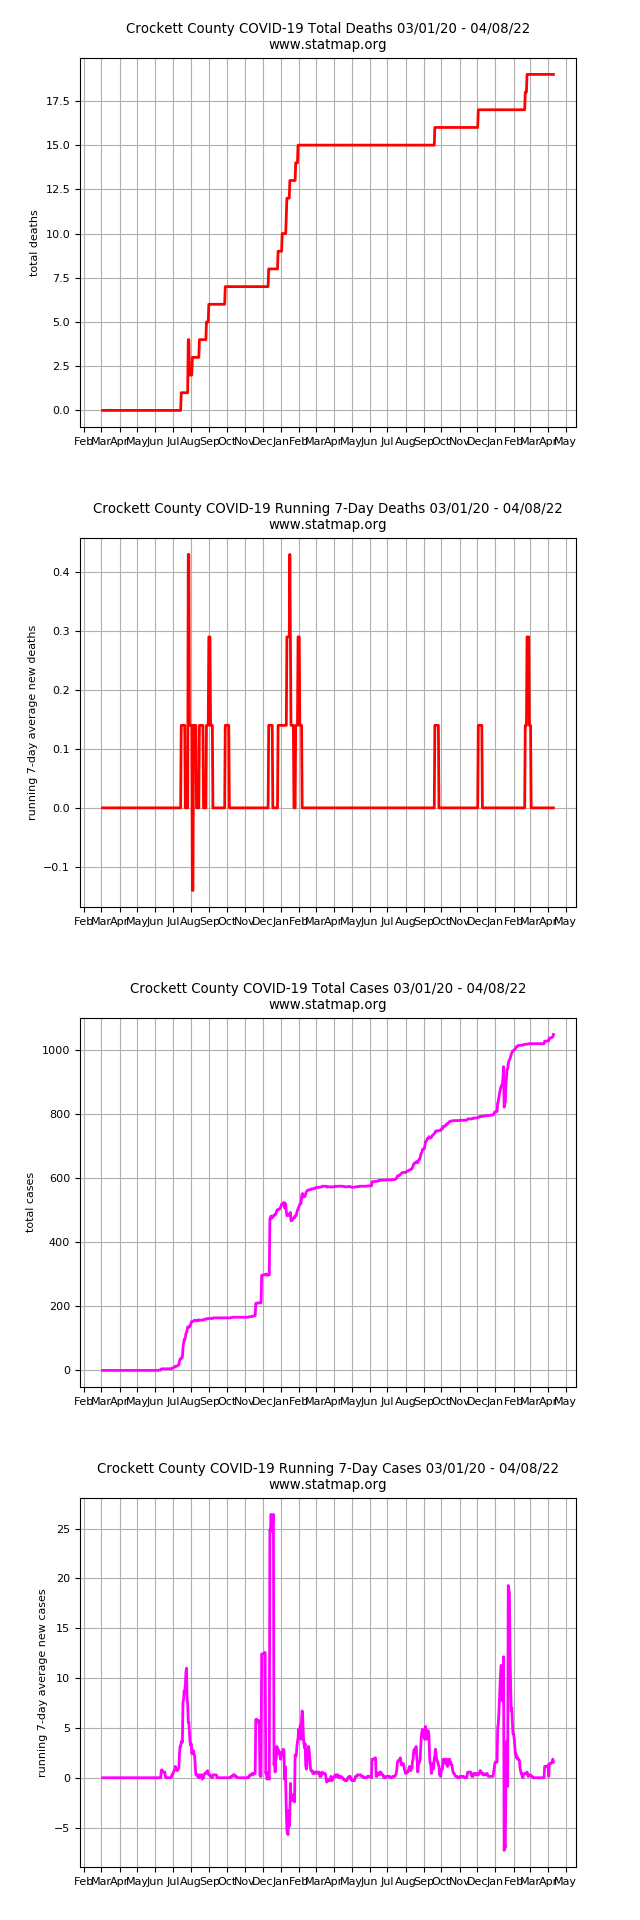 Crockett County COVID-19 Total Deaths 03/01/20 - 04/08/22
www.statmap.org
17.5
15.0
12.5
10.0
7.5
5.0
2.5
0.0
total deaths
Feb Mar Apr May Jun Jul Aug Sep Oct Nov Dec Jan Feb Mar Apr May Jun Jul Aug Sep Oct Nov Dec Jan Feb Mar Apr May
Crockett County COVID-19 Running 7-Day Deaths 03/01/20 - 04/08/22
www.statmap.org
0.4
0.3
0.2
0.1
0.0
−0.1
running 7-day average new deaths
Feb Mar Apr May Jun Jul Aug Sep Oct Nov Dec Jan Feb Mar Apr May Jun Jul Aug Sep Oct Nov Dec Jan Feb Mar Apr May
Crockett County COVID-19 Total Cases 03/01/20 - 04/08/22
www.statmap.org
1000
800
600
400
200
0
total cases
Feb Mar Apr May Jun Jul Aug Sep Oct Nov Dec Jan Feb Mar Apr May Jun Jul Aug Sep Oct Nov Dec Jan Feb Mar Apr May
Crockett County COVID-19 Running 7-Day Cases 03/01/20 - 04/08/22
www.statmap.org
25
20
15
10
5
0
−5
running 7-day average new cases
Feb Mar Apr May Jun Jul Aug Sep Oct Nov Dec Jan Feb Mar Apr May Jun Jul Aug Sep Oct Nov Dec Jan Feb Mar Apr May